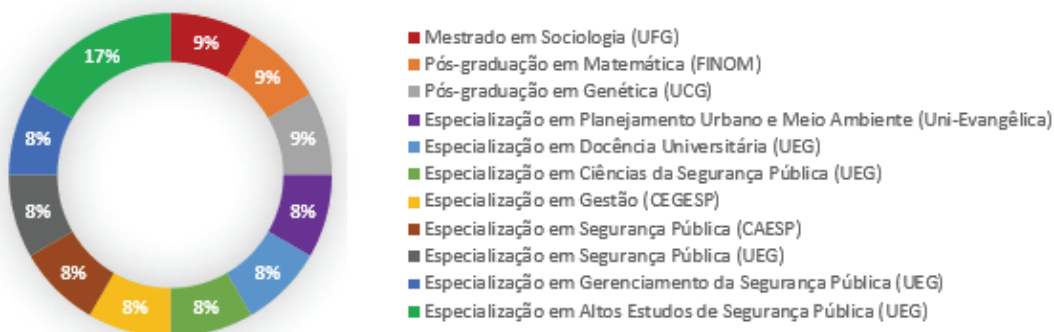 17%
9%
9%
9%
8%
8%
8%
8%
8%
8%
8%
Mestrado em Sociologia (UFG)
Pós-graduação em Matemática (FINOM)
Pós-graduação em Genética (UCG)
Especialização em Planejamento Urbano e Meio Ambiente (Uni-Evangêlica)
Especialização em Docência Universitária (UEG)
Especialização em Ciências da Segurança Pública (UEG)
Especialização em Gestão (CEGESP)
Especialização em Segurança Pública (CAESP)
Especialização em Segurança Pública (UEG)
Especialização em Gerenciamento da Segurança Pública (UEG)
Especialização em Altos Estudos de Segurança Pública (UEG)